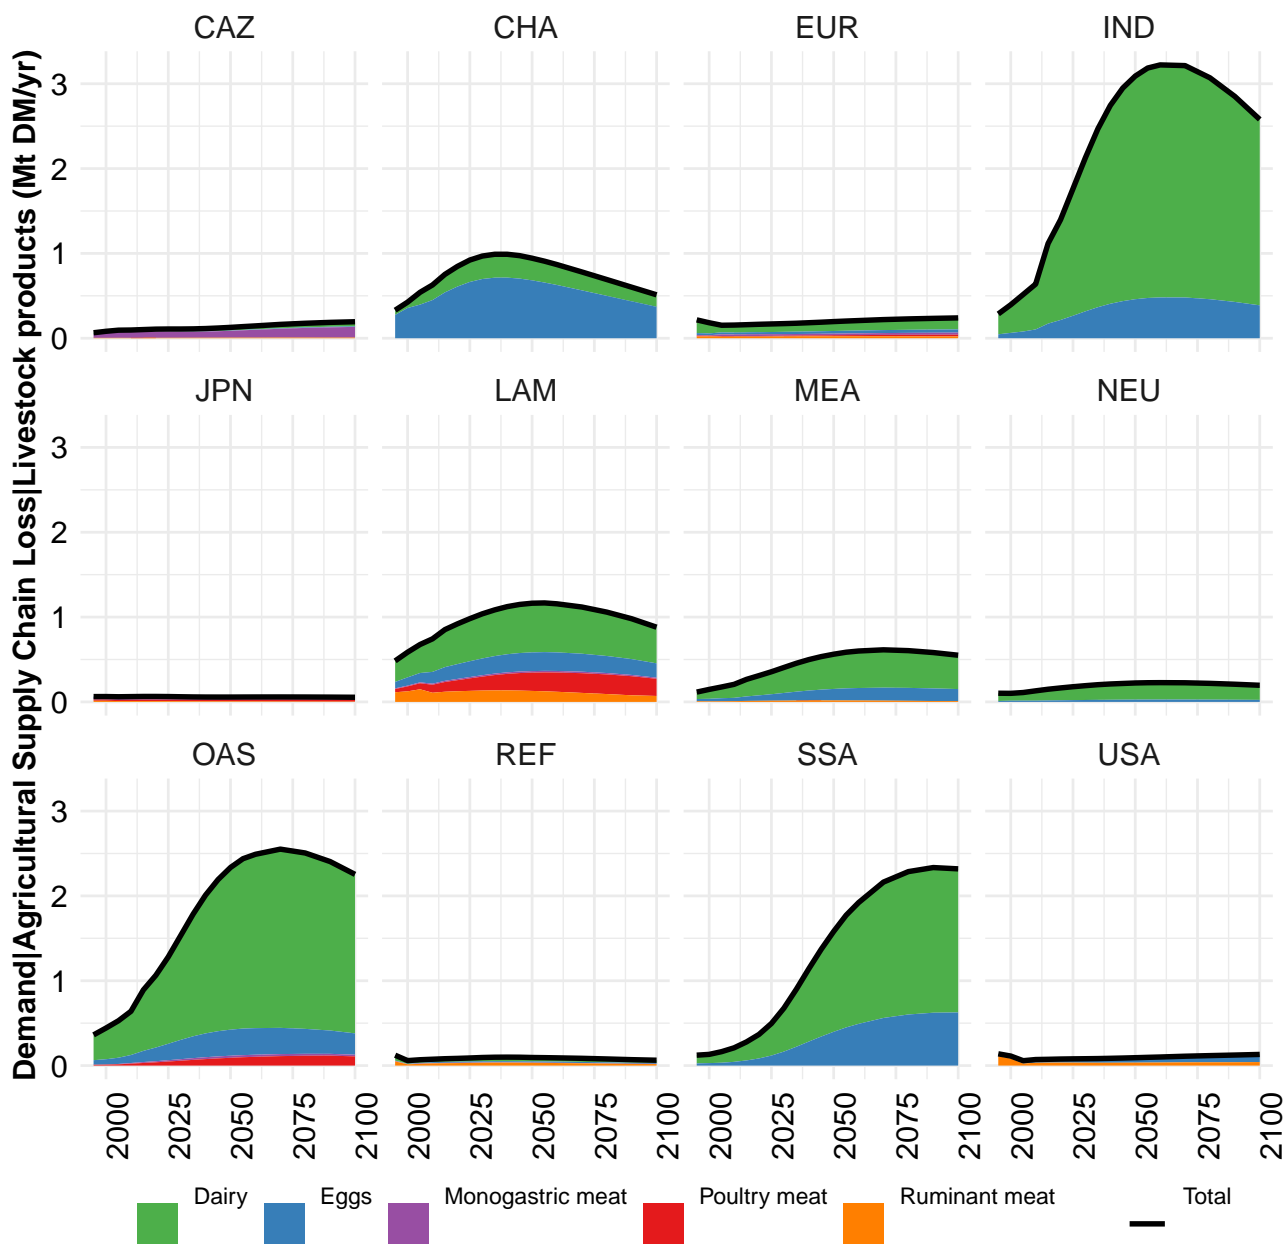 Demand|Agricultural Supply Chain Loss|Livestock products (Mt DM/yr)
CAZ CHA EUR IND
3
2
1
0
JPN LAM MEA NEU
3
2
1
0
OAS REF SSA USA
3
2
1
0
2000 2025 2050 2075 2100 2000 2025 2050 2075 2100 2000 2025 2050 2075 2100 2000 2025 2050 2075 2100
Dairy Eggs Monogastric meat Poultry meat Ruminant meat Total